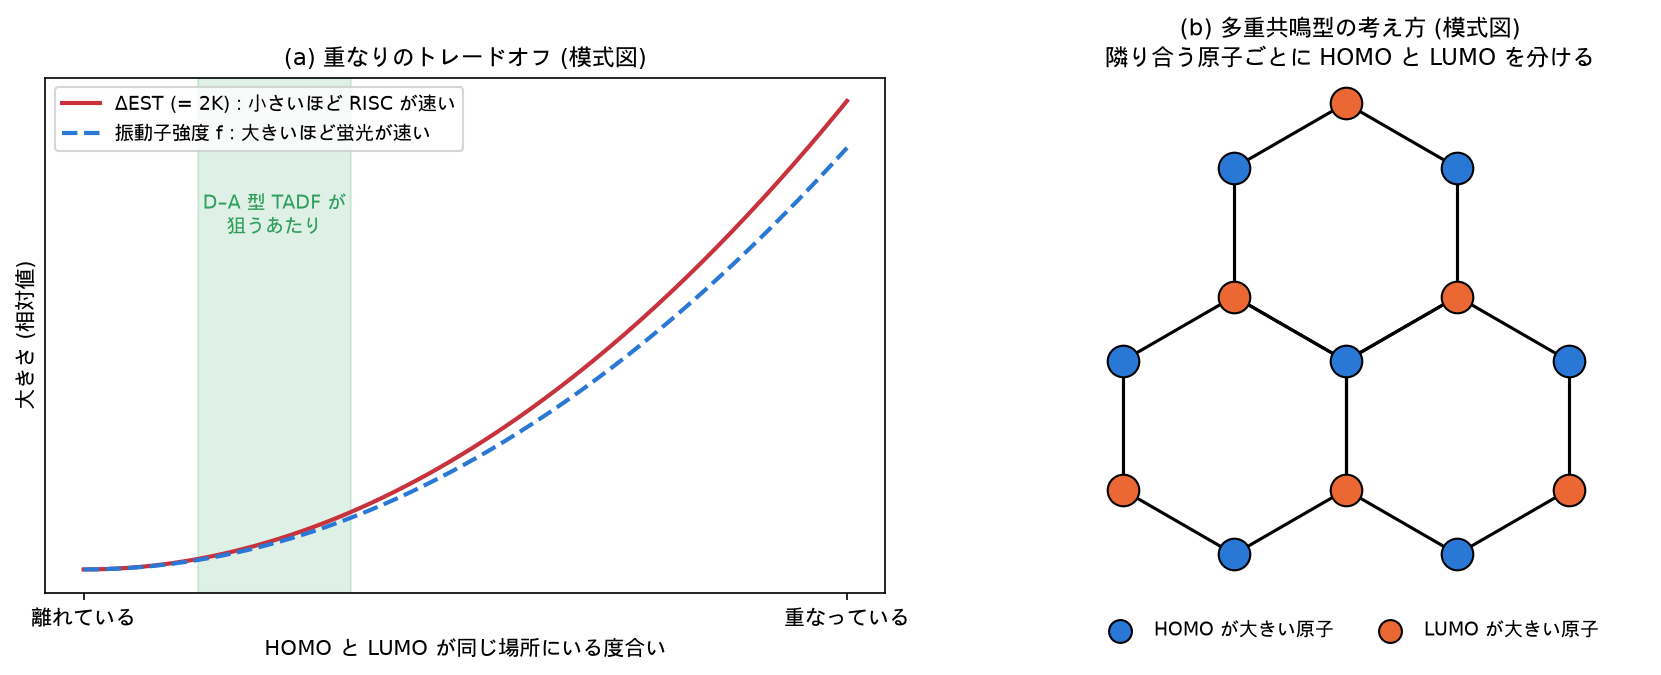 (a) 重なりのトレードオフ (模式図)
ΔEST (= 2K) : 小さいほど RISC が速い
振動子強度 f : 大きいほど蛍光が速い
D–A 型 TADF が
狙うあたり
大きさ (相対値)
離れている
重なっている
HOMO と LUMO が同じ場所にいる度合い
(b) 多重共鳴型の考え方 (模式図)
隣り合う原子ごとに HOMO と LUMO を分ける
HOMO が大きい原子
LUMO が大きい原子